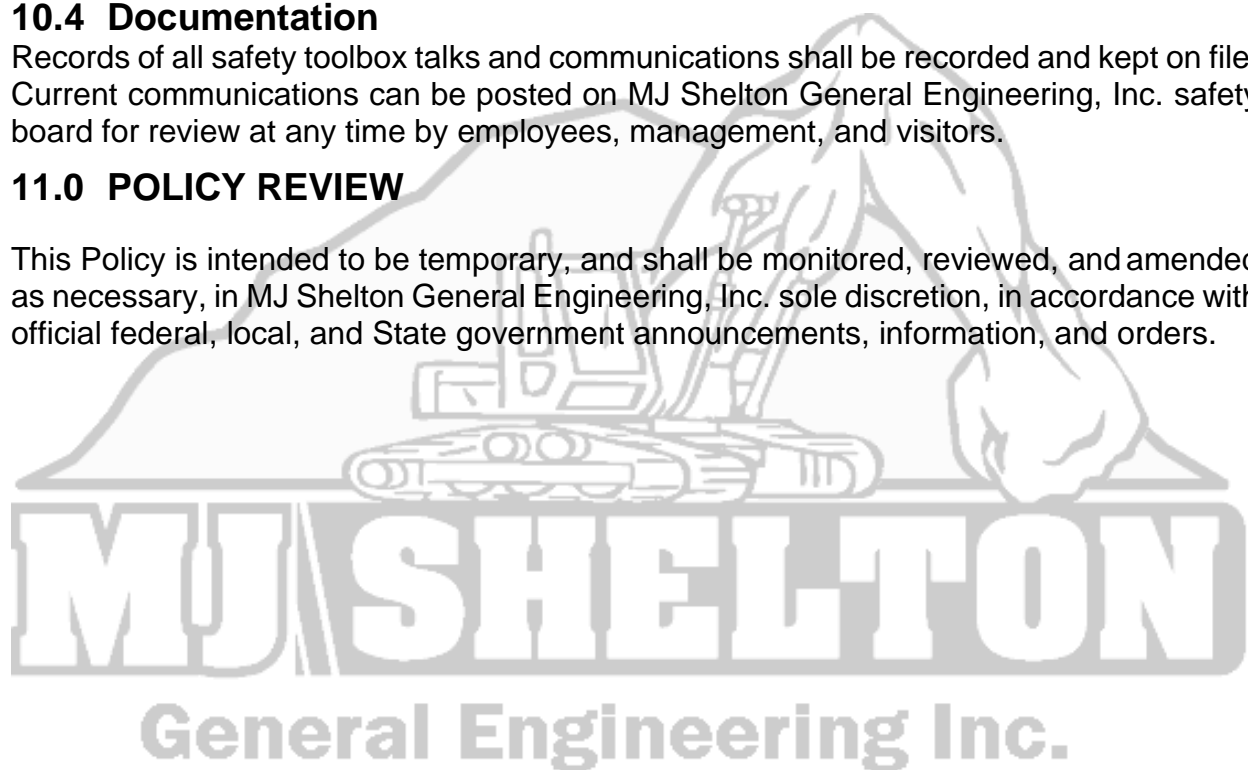 10.4 Documentation
Records of all safety toolbox talks and communications shall be recorded and kept on file
Current communications can be posted on MJ Shelton General Engineering, Inc. safety
board for review at any time by employees, management, and visitors.
11.0 POLICY REVIEW
This Policy is intended to be temporary, and shall be monitored, reviewed, and amended
as necessary, in MJ Shelton General Engineering, Inc. sole discretion, in accordance with
official federal, local, and State government announcements, information, and orders.
MJ SHELTON
General Engineering Inc.